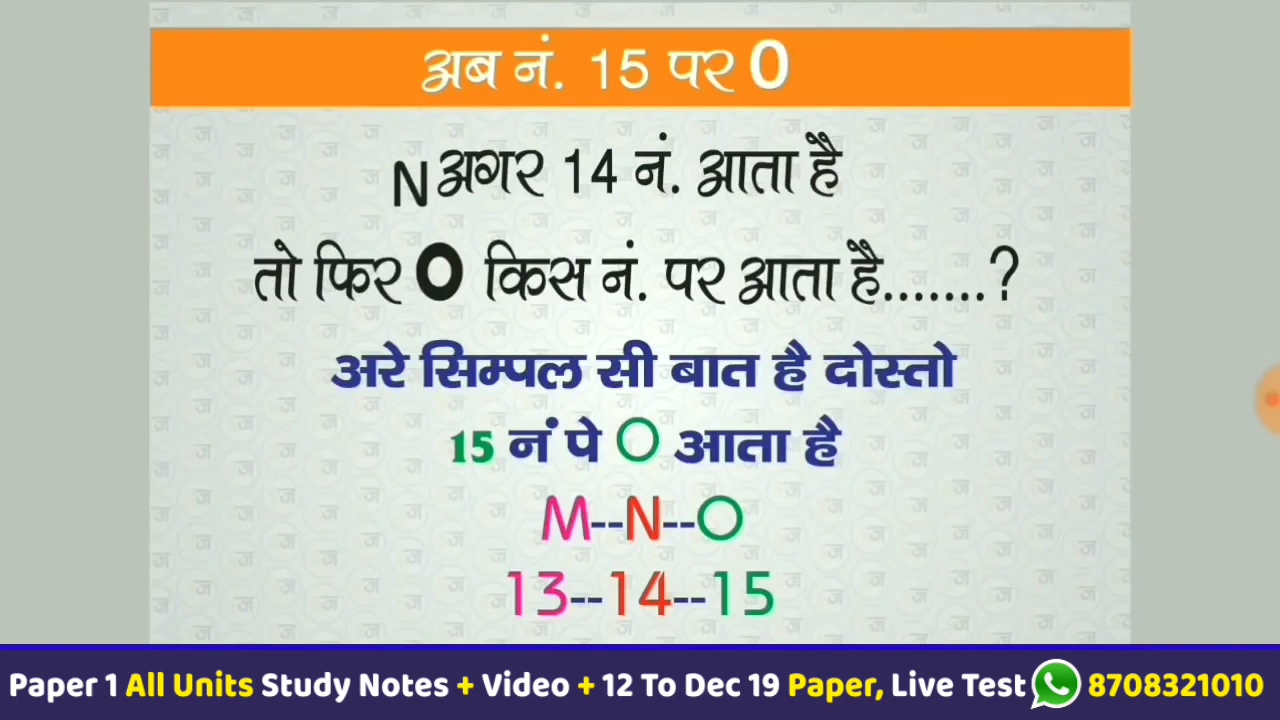 अब नं. 15 पर O
N अगर 14 नं. आता है
तो फिर O किस नं. पर आता है.......?
अरे सिम्पल सी बात है दोस्तो
15 नं पे O आता है
M--N--O
13--14--15
Paper 1 All Units Study Notes + Video + 12 To Dec 19 Paper, Live Test 8708321010